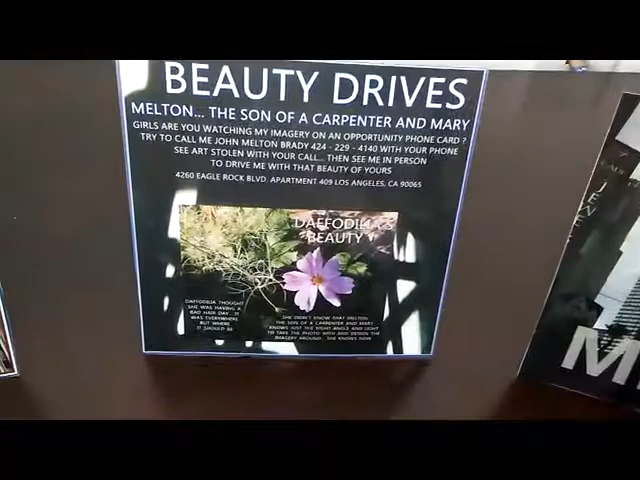 BEAUTY DRIVES
MELTON... THE SON OF A CARPENTER AND MARY
GIRLS ARE YOU WATCHING MY IMAGERY ON AN OPPORTUNITY PHONE CARD ?
TRY TO CALL ME JOHN MELTON BRADY 424 - 229 - 4140 WITH YOUR PHONE
SEE ART STOLEN WITH YOUR CALL... THEN SEE ME IN PERSON
TO DRIVE ME WITH THAT BEAUTY OF YOURS
4260 EAGLE ROCK BLVD. APARTMENT 409 LOS ANGELES, CA 90065
DAFFODILIA'S
BEAUTY
DAFFODILIA THOUGHT
SHE WAS HAVING A
BAD HAIR DAY. IT
WAS EVERYWHERE
BUT WHERE
IT SHOULD BE
SHE DIDN'T KNOW THAT MELTON
THE SON OF A CARPENTER AND MARY
KNOWS JUST THE RIGHT ANGLE AND LIGHT
TO TAKE THE PHOTO WITH AND DESIGN THE
IMAGERY AROUND. SHE KNOWS NOW
M